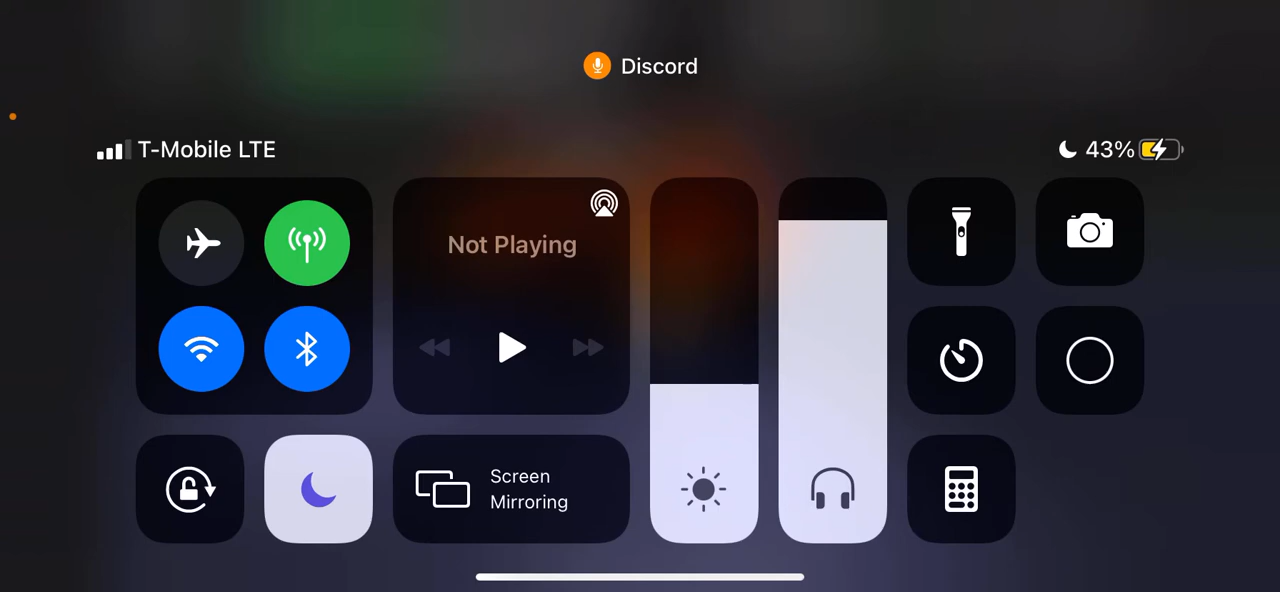 Discord
T-Mobile LTE
43%
Not Playing
Screen
Mirroring